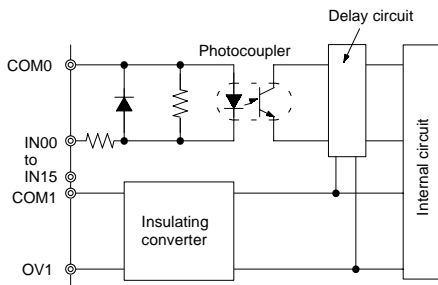 Delay circuit
Photocoupler
COM0
IN00
to
IN15
COM1
Insulating
converter
OV1
Internal circuit